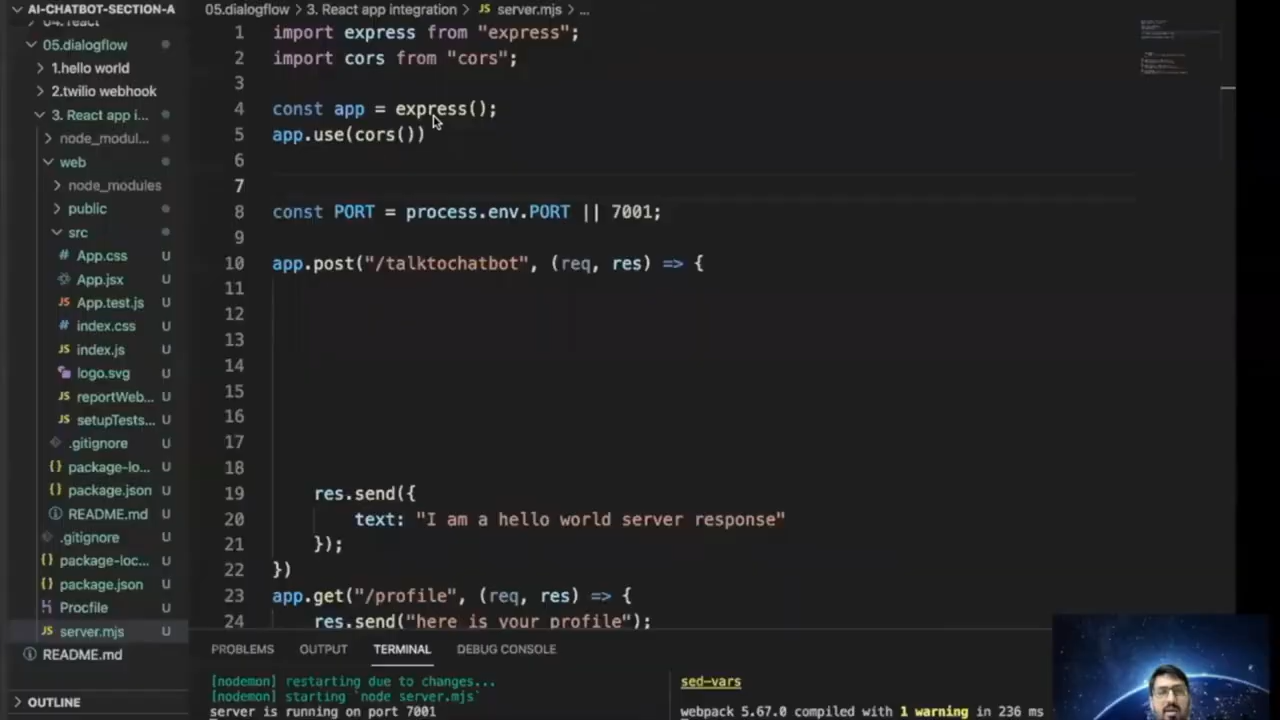 AI-CHATBOT-SECTION-A
04. react
05.dialogflow
1.hello world
2.twilio webhook
3. React app i...
node_modul...
web
node_modules
public
src
# App.css U
App.jsx U
JS App.test.js U
# index.css U
JS index.js U
logo.svg U
JS reportWeb... U
JS setupTests... U
.gitignore U
{} package-lo... U
{} package.json U
README.md U
.gitignore U
{} package-loc... U
{} package.json U
Procfile U
JS server.mjs U
README.md
OUTLINE
05.dialogflow > 3. React app integration > JS server.mjs > ...
1 import express from "express";
2 import cors from "cors";
3
4 const app = express();
5 app.use(cors())
6
7
8 const PORT = process.env.PORT || 7001;
9
10 app.post("/talktochatbot", (req, res) => {
11
12
13
14
15
16
17
18
19 res.send({
20 text: "I am a hello world server response"
21 });
22 })
23 app.get("/profile", (req, res) => {
24 res.send("here is your profile");
PROBLEMS OUTPUT TERMINAL DEBUG CONSOLE
[nodemon] restarting due to changes...
[nodemon] starting `node server.mjs`
server is running on port 7001
sed-vars
webpack 5.67.0 compiled with 1 warning in 236 ms